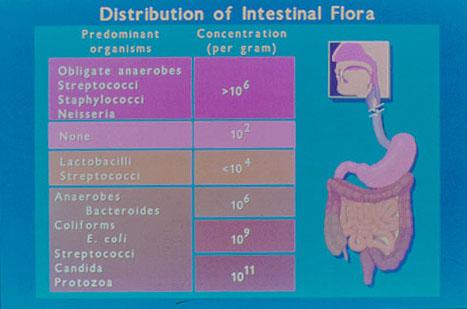 Distribution of Intestinal Flora
Predominant organisms
Concentration (per gram)
Obligate anaerobes
Streptococci
Staphylococci
Neisseria
>10⁶
None
10²
Lactobacilli
Streptococci
<10⁴
Anaerobes
Bacteroides
10⁶
Coliforms
E. coli
10⁹
Streptococci
Candida
Protozoa
10¹¹